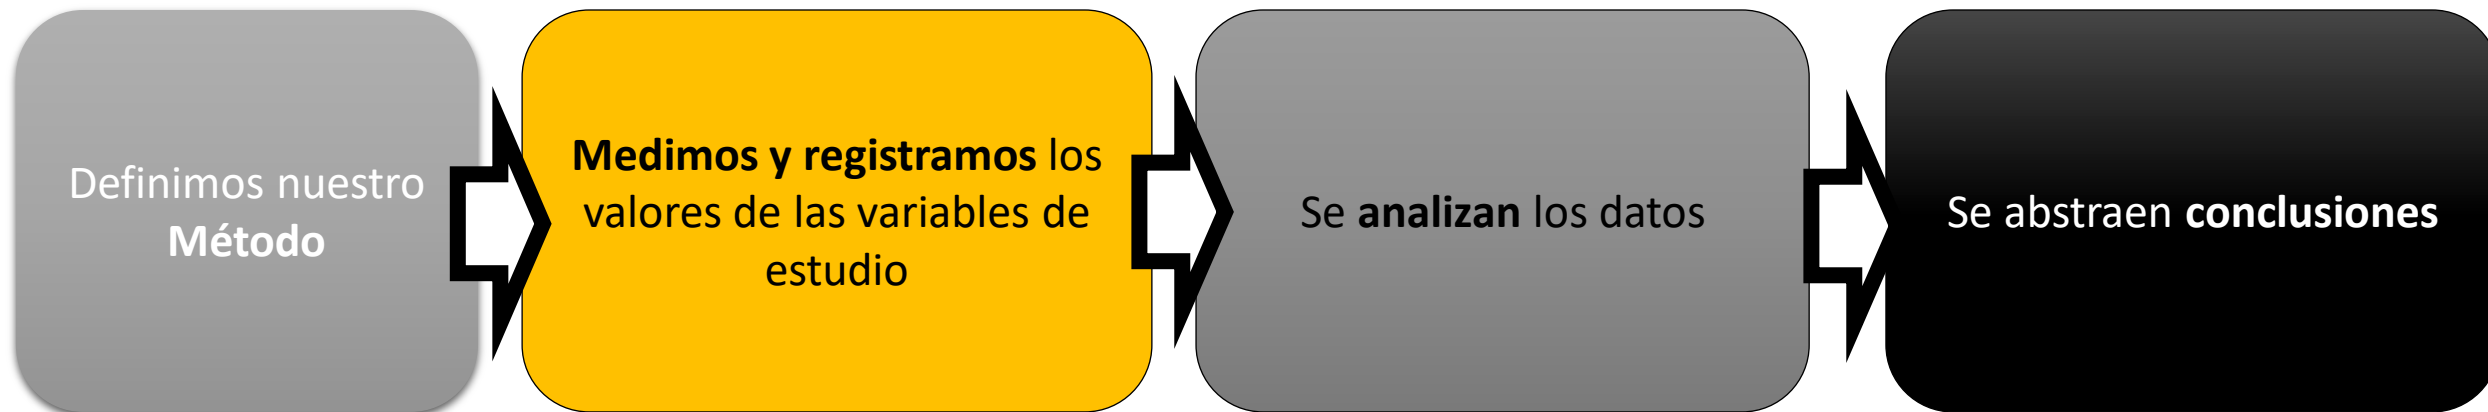 Definimos nuestro
Método
Medimos y registramos los
valores de las variables de
estudio
Se analizan los datos
Se abstraen conclusiones